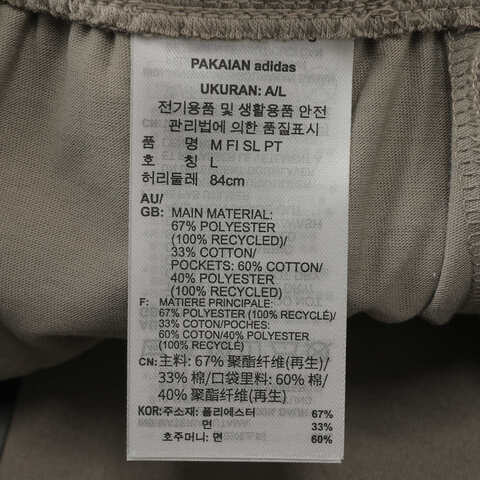 PAKAIAN adidas
UKURAN: A/L
전기용품 및 생활용품 안전
관리법에 의한 품질표시
품 명 M FI SL PT
호 칭 L
허리둘레 84cm
AU/
GB: MAIN MATERIAL:
67% POLYESTER
(100% RECYCLED)/
33% COTTON/
POCKETS: 60% COTTON/
40% POLYESTER
(100% RECYCLED)
F: MATIERE PRINCIPALE:
67% POLYESTER (100% RECYCLÉ)/
33% COTON/POCHES:
60% COTON/40% POLYESTER
(100% RECYCLÉ)
CN: 主料: 67% 聚酯纤维(再生)/
33% 棉/口袋里料: 60% 棉/
40% 聚酯纤维(再生)
KOR: 주소재: 폴리에스터 67%
면 33%
호주머니: 면 60%